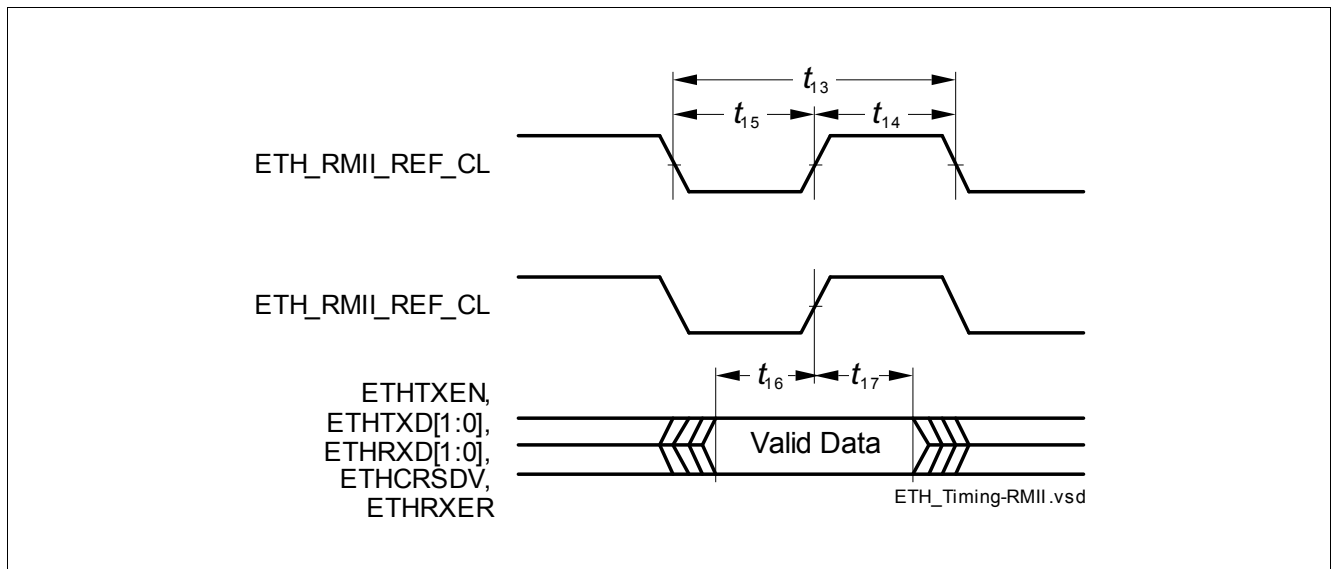 t13
t15
t14
ETH_RMII_REF_CL
ETH_RMII_REF_CL
t16
t17
ETHTXEN,
ETHTXD[1:0],
ETHRXD[1:0],
ETHCRSDV,
ETHRXER
Valid Data
ETH_Timing-RMII.vsd